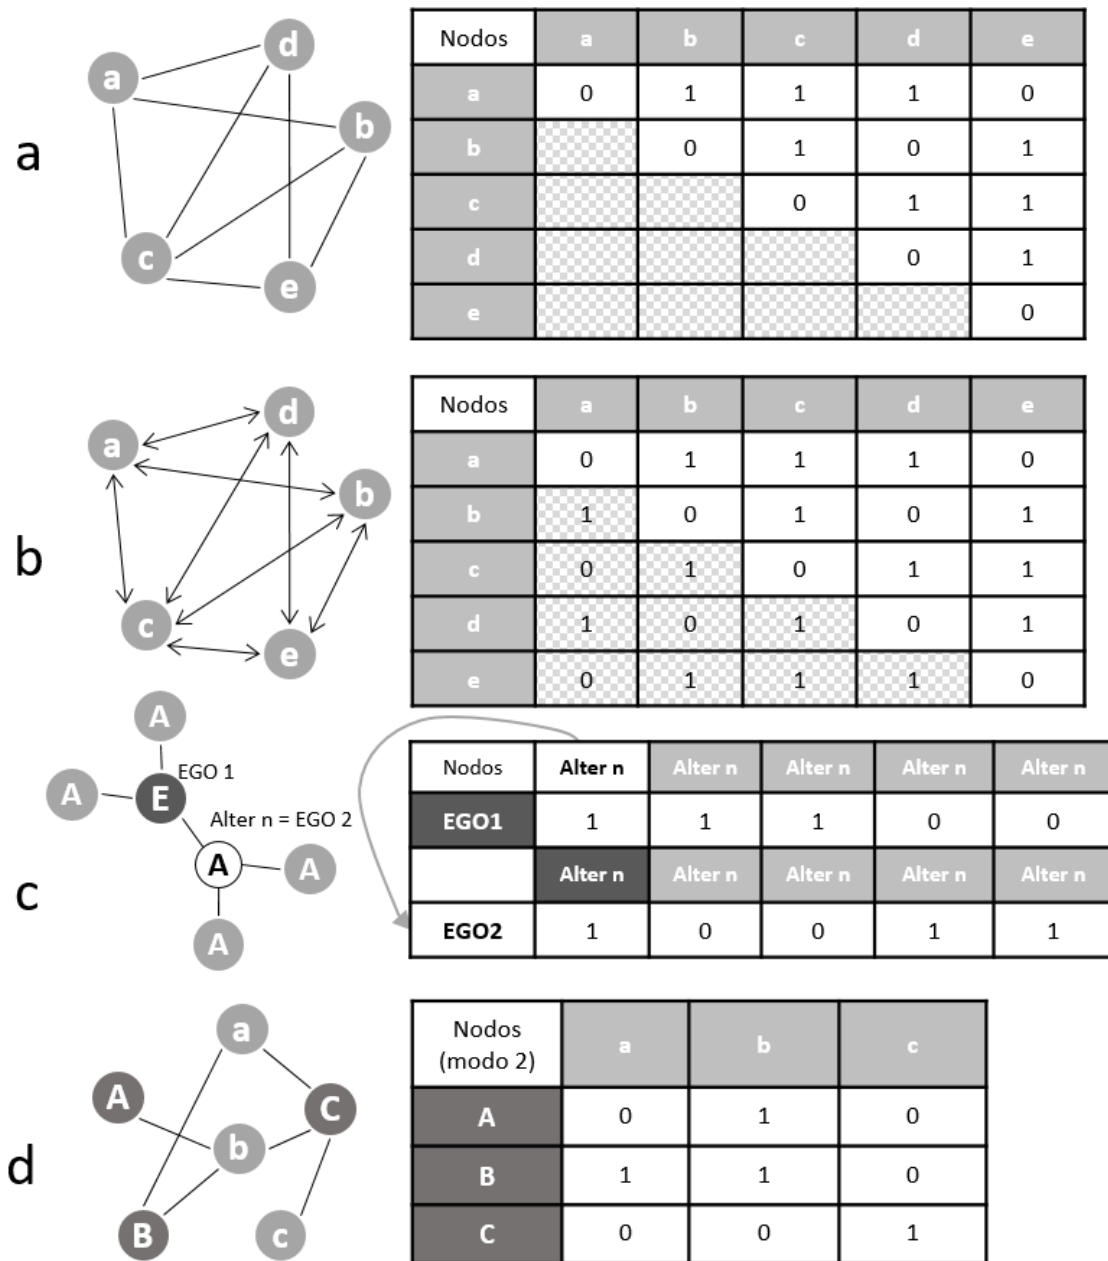 a
a
d
b
c
e
Nodos a b c d e
a 0 1 1 1 0
b 0 1 0 1
c 0 1 1
d 0 1
e 0
b
a
d
b
c
e
Nodos a b c d e
a 0 1 1 1 0
b 1 0 1 0 1
c 0 1 0 1 1
d 1 0 1 0 1
e 0 1 1 1 0
c
A
EGO 1
A
E
Alter n = EGO 2
A
A
A
Nodos Alter n Alter n Alter n Alter n Alter n
EGO1 1 1 1 0 0
Alter n Alter n Alter n Alter n Alter n
EGO2 1 0 0 1 1
d
a
A
C
b
B
c
Nodos
(modo 2) a b c
A 0 1 0
B 1 1 0
C 0 0 1